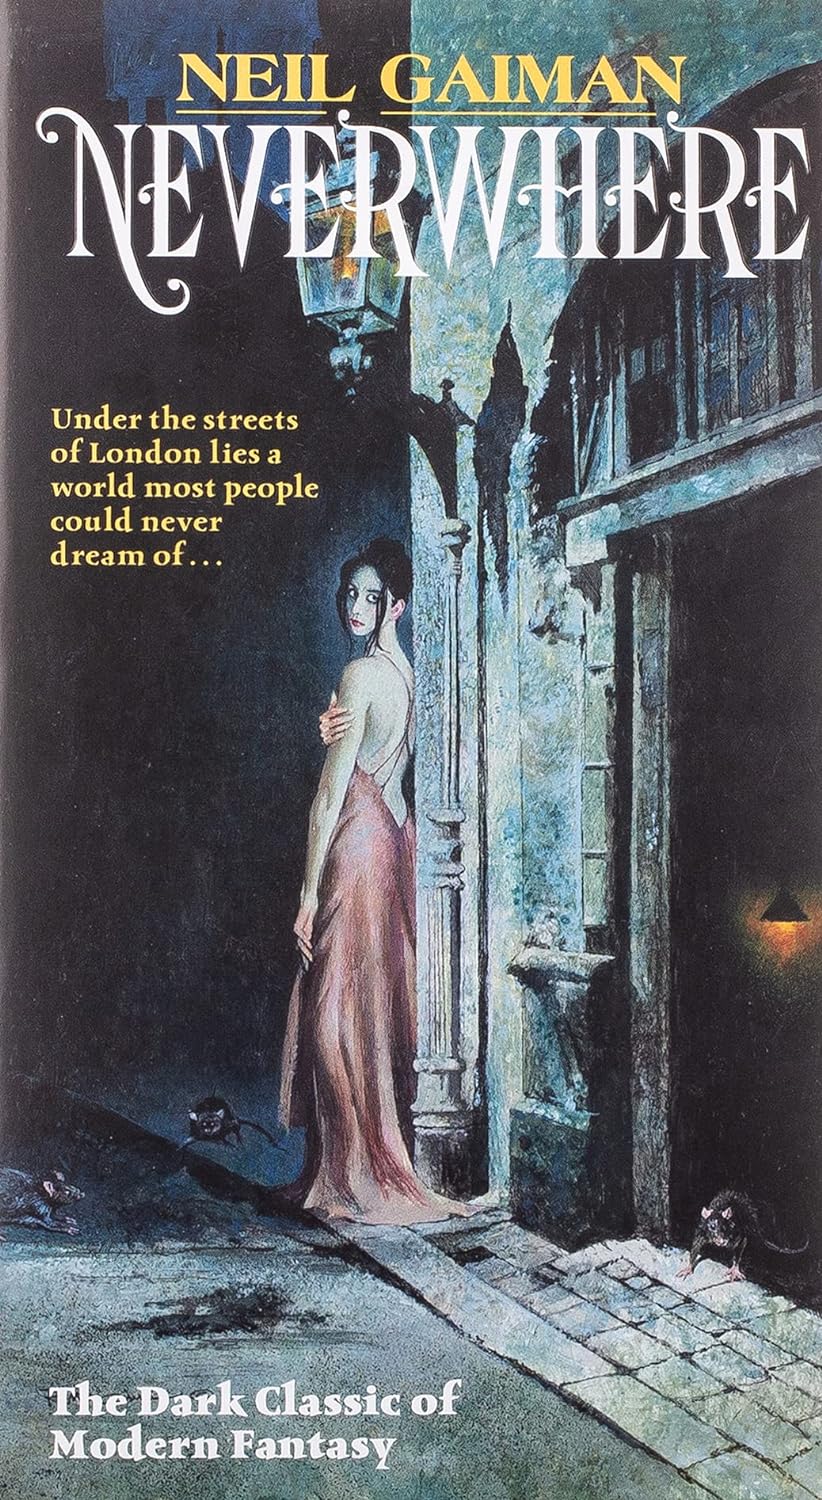 NEIL GAIMAN
NEVERWHERE
Under the streets
of London lies a
world most people
could never
dream of...
The Dark Classic of
Modern Fantasy